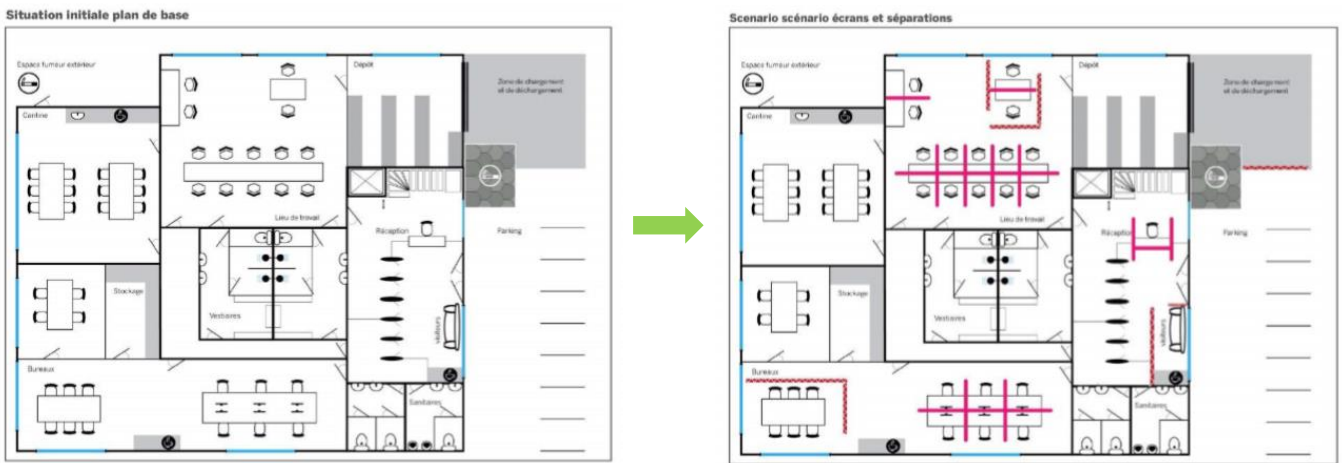 Situation initiale plan de base
Espace fumeur extérieur
Dépôt
Zone de chargement
et de déchargement
Cantine
Lieu de travail
Réception
Parking
Stockage
Vestiaires
visiteurs
Bureaux
Sanitaires
Scenario scénario écrans et séparations
Espace fumeur extérieur
Dépôt
Zone de chargement
et de déchargement
Cantine
Lieu de travail
Réception
Parking
Stockage
Vestiaires
visiteurs
Bureaux
Sanitaires